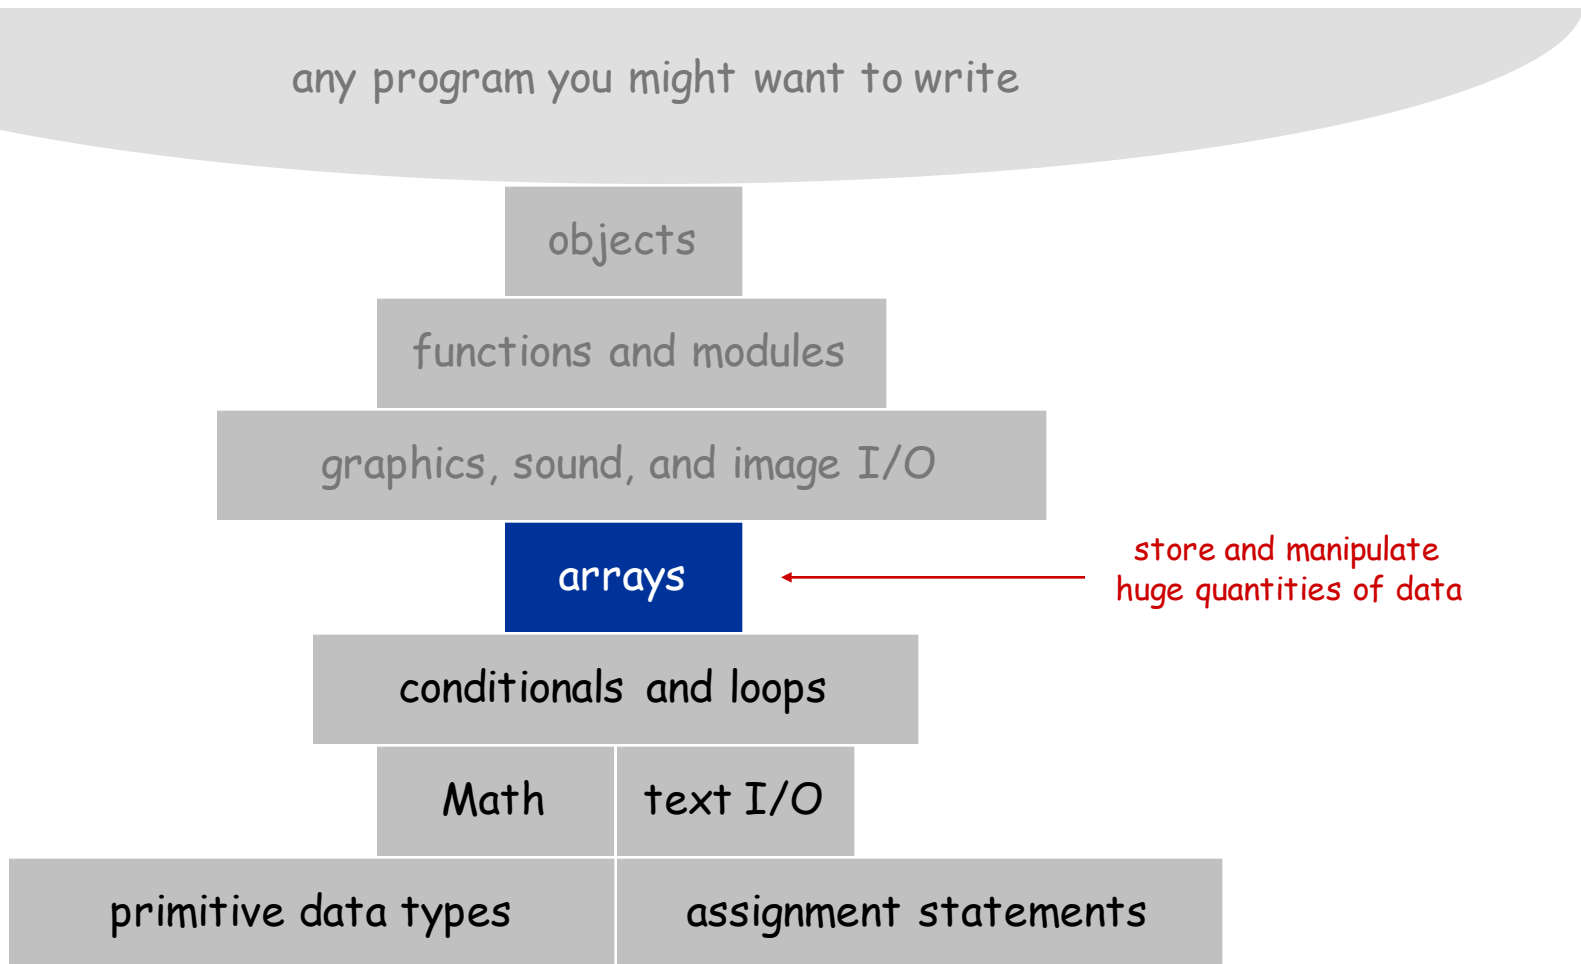 any program you might want to write
objects
functions and modules
graphics, sound, and image I/O
arrays
store and manipulate
huge quantities of data
conditionals and loops
Math
text I/O
primitive data types
assignment statements